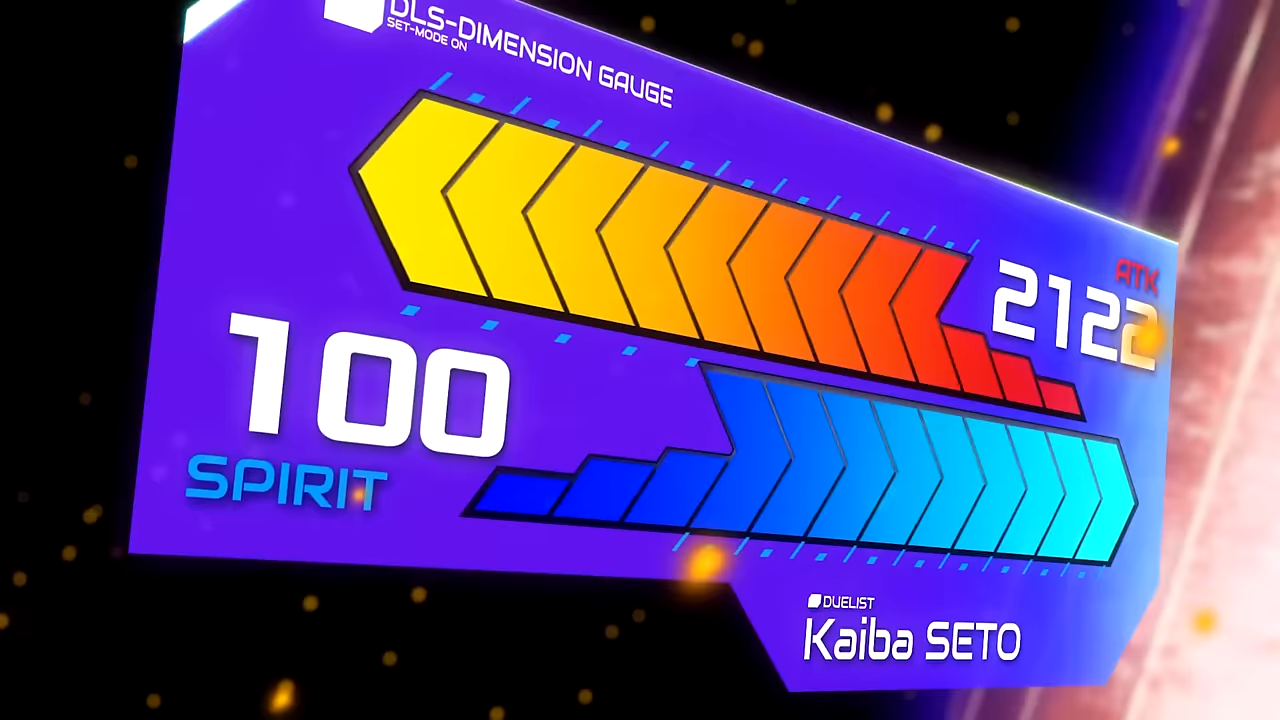 DLS-DIMENSION GAUGE
SET-MODE ON
ATK
2122
100
SPIRIT
DUELIST
Kaiba SETO